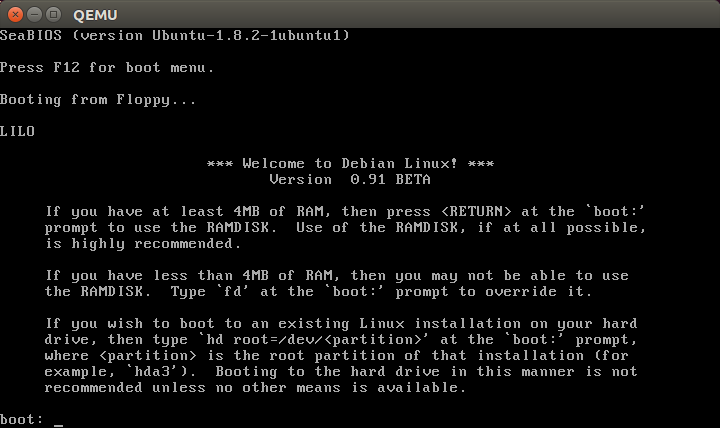 QEMU
SeaBIOS (version Ubuntu-1.8.2-1ubuntu1)
Press F12 for boot menu.
Booting from Floppy...
LILO
*** Welcome to Debian Linux! ***
Version  0.91 BETA
If you have at least 4MB of RAM, then press <RETURN> at the `boot:'
prompt to use the RAMDISK.  Use of the RAMDISK, if at all possible,
is highly recommended.
If you have less than 4MB of RAM, then you may not be able to use
the RAMDISK.  Type `fd' at the `boot:' prompt to override it.
If you wish to boot to an existing Linux installation on your hard
drive, then type `hd root=/dev/<partition>' at the `boot:' prompt,
where <partition> is the root partition of that installation (for
example, `hda3').  Booting to the hard drive in this manner is not
recommended unless no other means is available.
boot: _